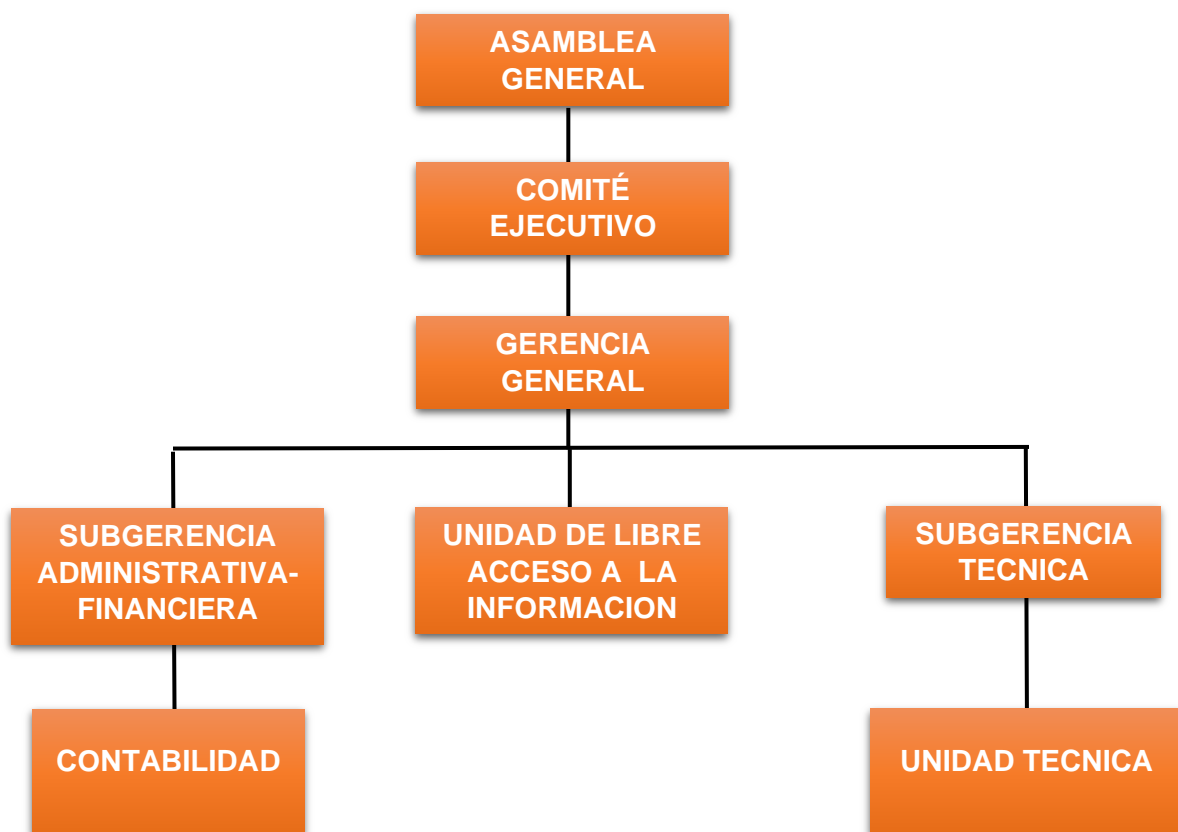 ASAMBLEA
GENERAL
COMITÉ
EJECUTIVO
GERENCIA
GENERAL
SUBGERENCIA
ADMINISTRATIVA-
FINANCIERA
UNIDAD DE LIBRE
ACCESO A LA
INFORMACION
SUBGERENCIA
TECNICA
CONTABILIDAD
UNIDAD TECNICA